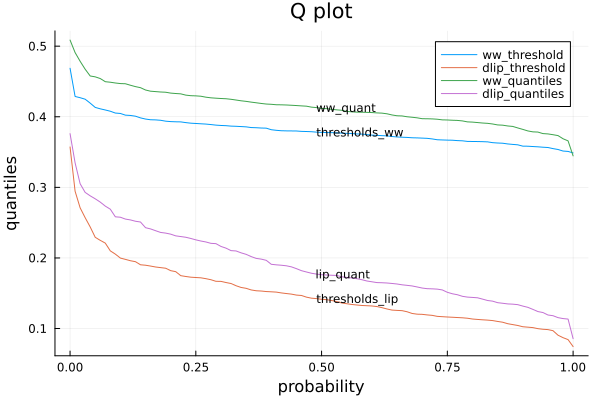 Q plot
quantiles
0.5
0.4
0.3
0.2
0.1
ww_threshold
dlip_threshold
ww_quantiles
dlip_quantiles
ww_quant
thresholds_ww
lip_quant
thresholds_lip
0.00
0.25
0.50
0.75
1.00
probability